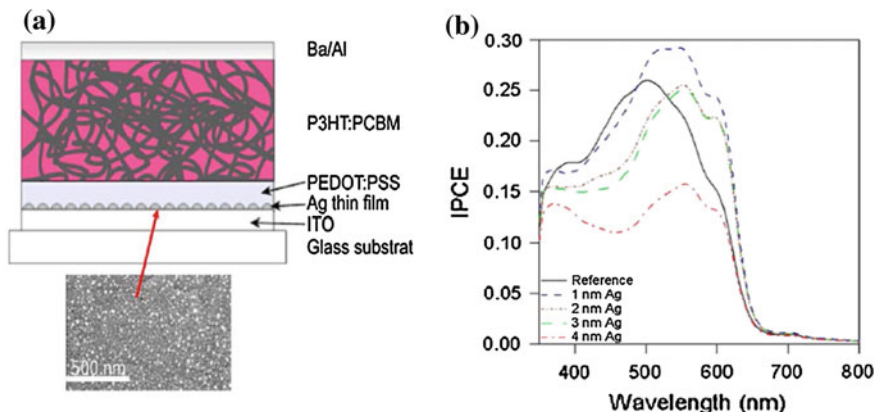 (a)
Ba/Al
P3HT:PCBM
PEDOT:PSS
Ag thin film
ITO
Glass substrat
500 nm
(b)
IPCE
0.30
0.25
0.20
0.15
0.10
0.05
0.00
Reference
1 nm Ag
2 nm Ag
3 nm Ag
4 nm Ag
400 500 600 700 800
Wavelength (nm)